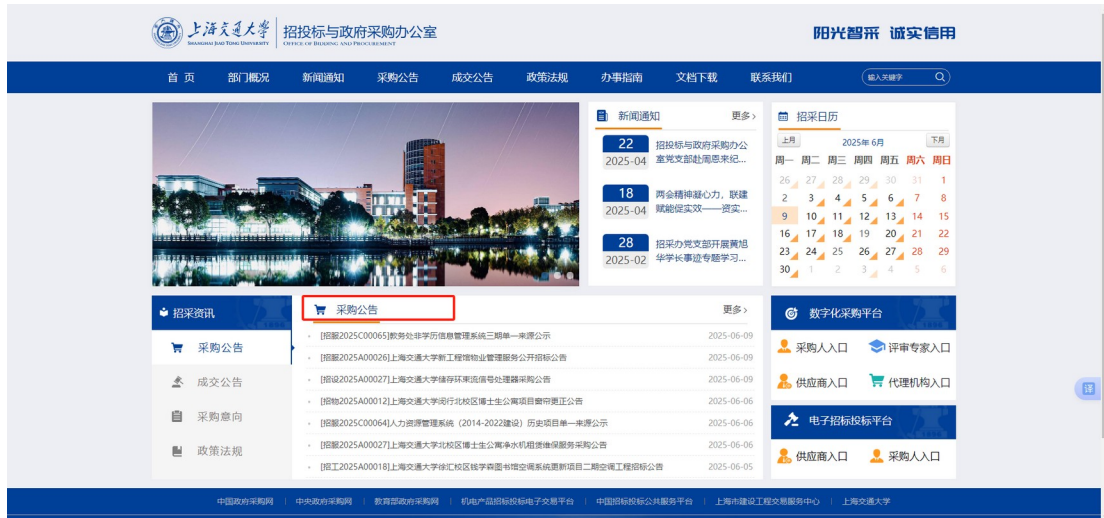 上海交通大学
SHANGHAI JIAO TONG UNIVERSITY
招投标与政府采购办公室
OFFICE OF BIDDING AND PROCUREMENT
阳光智采 诚实信用
首 页 部门概况 新闻通知 采购公告 成交公告 政策法规 办事指南 文档下载 联系我们 输入关键字
新闻通知 更多>
22
2025-04
招投标与政府采购办公
室党支部赴周恩来纪...
18
2025-04
两会精神凝心力，联建
赋能促实效——资实...
28
2025-02
招采办党支部开展黄旭
华学长事迹专题学习...
招采日历
上月 2025年 6月 下月
周一 周二 周三 周四 周五 周六 周日
26 27 28 29 30 31 1
2 3 4 5 6 7 8
9 10 11 12 13 14 15
16 17 18 19 20 21 22
23 24 25 26 27 28 29
30 1 2 3 4 5 6
招采资讯
采购公告
成交公告
采购意向
政策法规
采购公告 更多>
[招服2025C00065]教务处非学历信息管理系统三期单一来源公示 2025-06-09
[招服2025A00026]上海交通大学新工程馆物业管理服务公开招标公告 2025-06-09
[招设2025A00027]上海交通大学储存环束流信号处理器采购公告 2025-06-09
[招物2025A00012]上海交通大学闵行北校区博士生公寓项目窗帘更正公告 2025-06-06
[招服2025C00064]人力资源管理系统（2014-2022建设）历史项目单一来源公示 2025-06-06
[招服2025A00027]上海交通大学北校区博士生公寓净水机租赁维保服务采购公告 2025-06-06
[招工2025A00018]上海交通大学徐汇校区钱学森图书馆空调系统更新项目二期空调工程招标公告 2025-06-05
数字化采购平台
采购人入口 评审专家入口
供应商入口 代理机构入口
电子招标投标平台
供应商入口 采购人入口
译
中国政府采购网 | 中央政府采购网 | 教育部政府采购网 | 机电产品招标投标电子交易平台 | 中国招标投标公共服务平台 | 上海市建设工程交易服务中心 | 上海交通大学